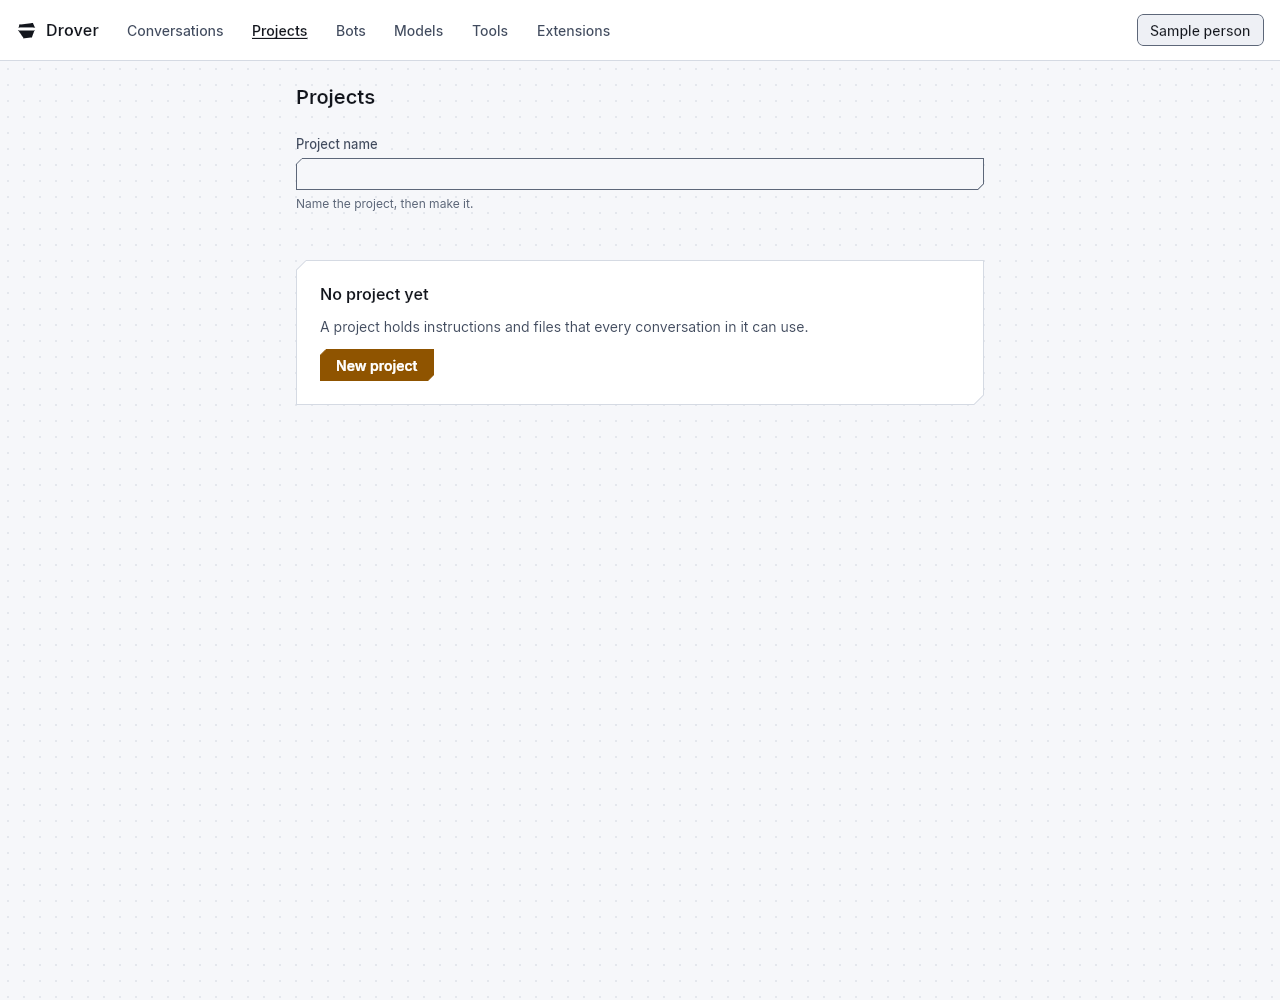 Drover
Conversations
Projects
Bots
Models
Tools
Extensions
Sample person
Projects
Project name
Name the project, then make it.
No project yet
A project holds instructions and files that every conversation in it can use.
New project